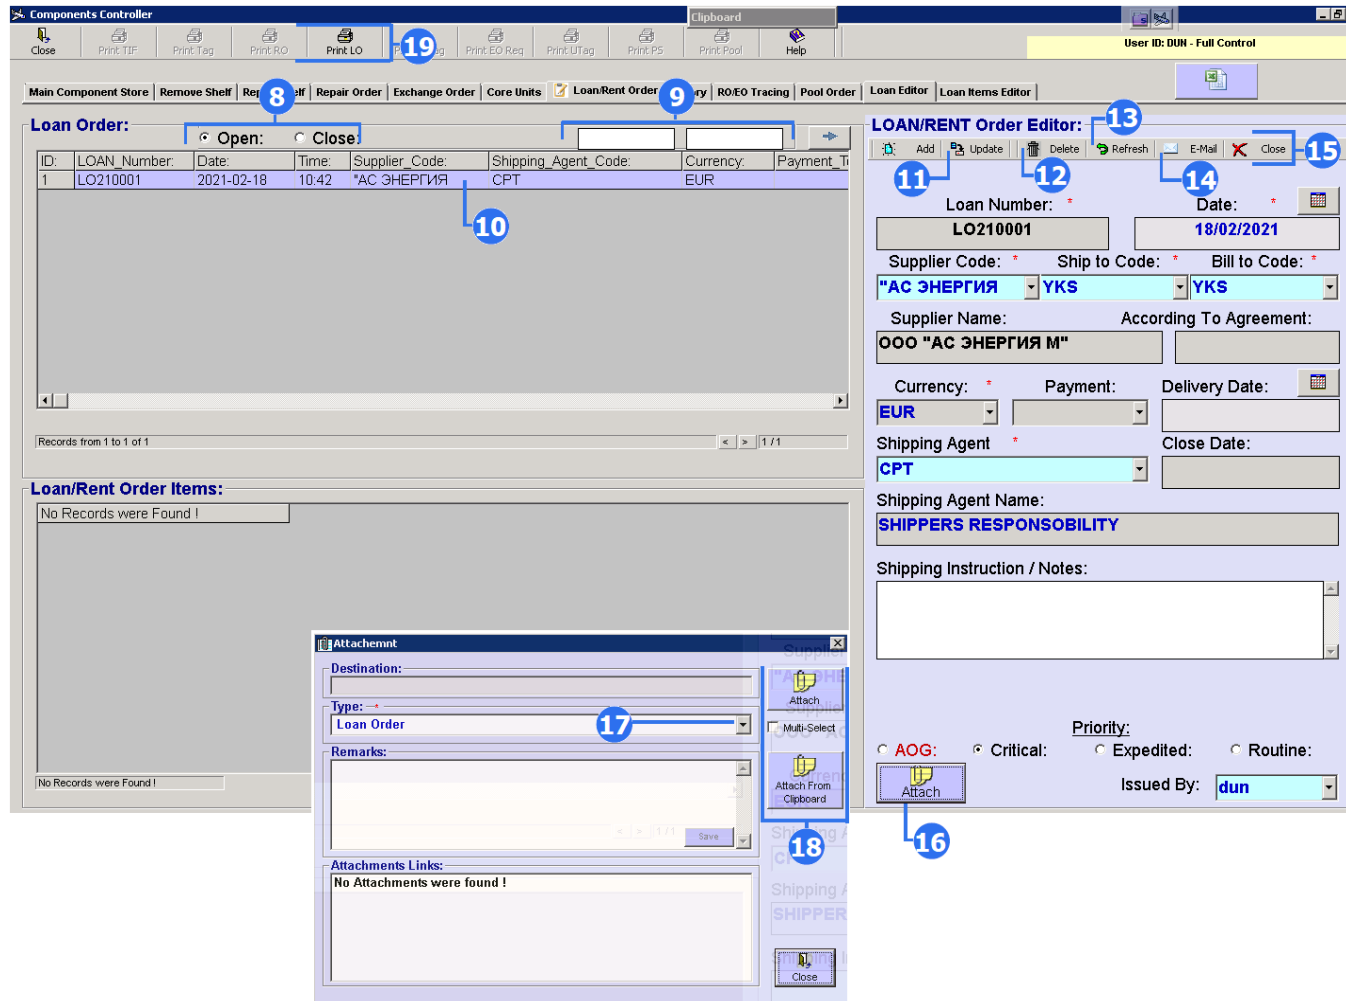 Components Controller
Clipboard
Close
Print TIF
Print Tag
Print RO
Print LO
19
Print EO Req
Print UTag
Print PS
Print Pool
Help
User ID: DUN - Full Control
Main Component Store
Remove Shelf
8
Repair Order
Exchange Order
Core Units
Loan/Rent Order
9
RO/EO Tracing
Pool Order
Loan Editor
Loan Items Editor
Loan Order:
Open:
Close:
ID:
LOAN_Number:
Date:
Time:
Supplier_Code:
Shipping_Agent_Code:
Currency:
1
LO210001
2021-02-18
10:42
"АС ЭНЕРГИЯ
CPT
EUR
10
Records from 1 to 1 of 1
<
>
1 / 1
Loan/Rent Order Items:
No Records were Found !
No Records were Found !
LOAN/RENT Order Editor:
13
Add
Update
Delete
Refresh
E-Mail
Close
15
11
12
14
Loan Number: *
Date: *
LO210001
18/02/2021
Supplier Code: *
Ship to Code: *
Bill to Code: *
"АС ЭНЕРГИЯ
YKS
YKS
Supplier Name:
According To Agreement:
ООО "АС ЭНЕРГИЯ М"
Currency: *
Payment:
Delivery Date:
EUR
Shipping Agent *
Close Date:
CPT
Shipping Agent Name:
SHIPPERS RESPONSOBILITY
Shipping Instruction / Notes:
Priority:
AOG:
Critical:
Expedited:
Routine:
Attach
Issued By:
dun
16
Attachemnt
Destination:
Type: *
Loan Order
17
Remarks:
Save
Attachments Links:
No Attachments were found !
Attach
Multi-Select
Attach From
Clipboard
18
Close